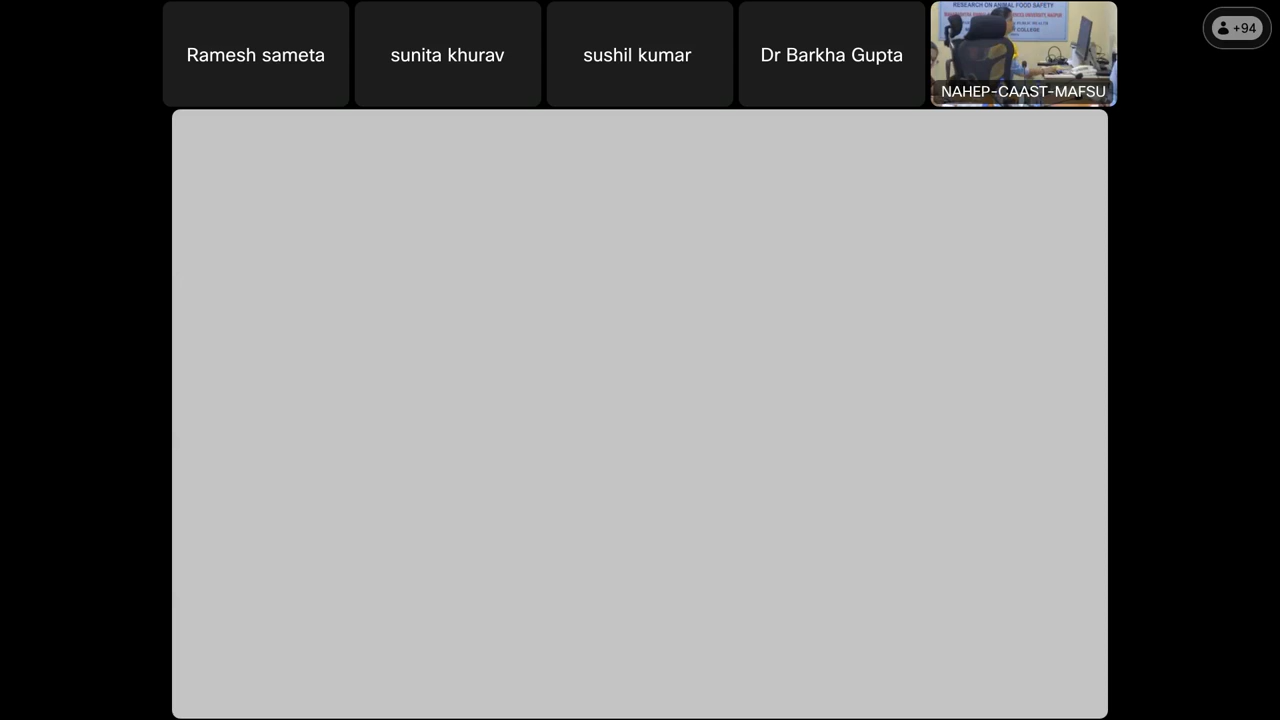 Ramesh sameta
sunita khurav
sushil kumar
Dr Barkha Gupta
RESEARCH ON ANIMAL FOOD SAFETY
NAHEP-CAAST-MAFSU
+94